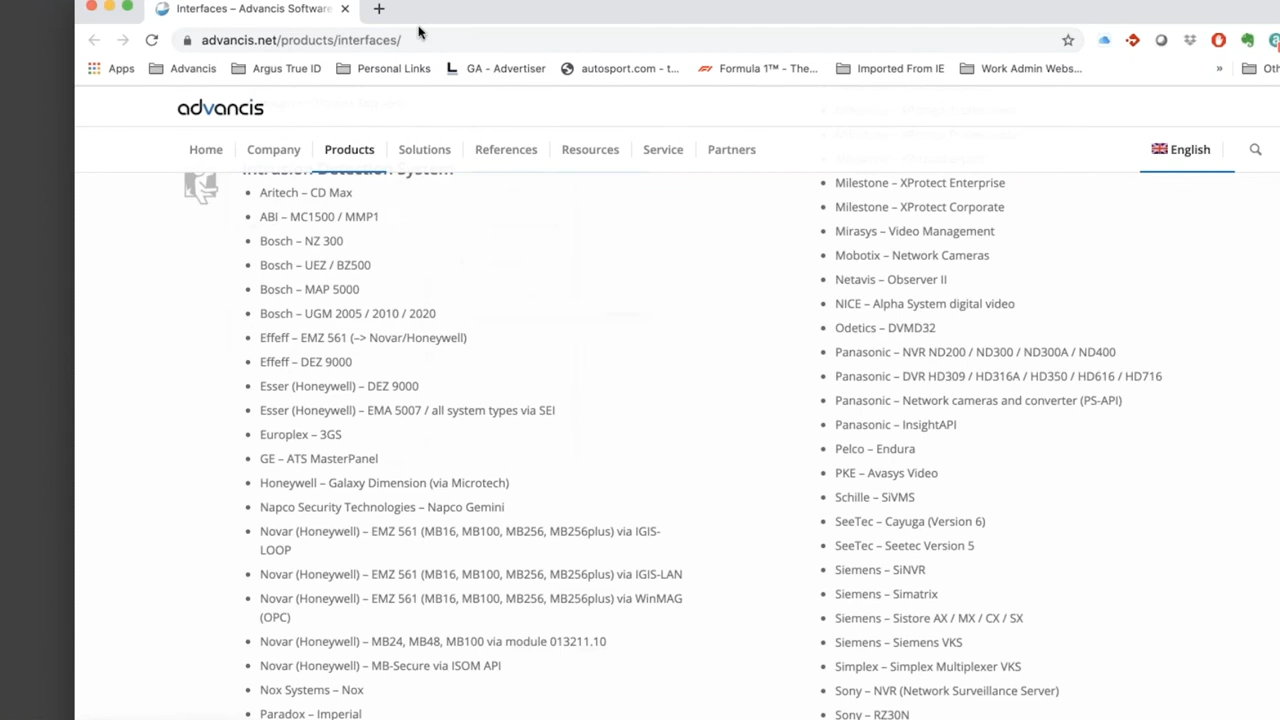 Interfaces – Advancis Software
advancis.net/products/interfaces/
Apps Advancis Argus True ID Personal Links GA - Advertiser autosport.com - t... Formula 1™ - The... Imported From IE Work Admin Webs... » Oth
advancis
Home Company Products Solutions References Resources Service Partners English
Intrusion Detection System
Aritech – CD Max
ABI – MC1500 / MMP1
Bosch – NZ 300
Bosch – UEZ / BZ500
Bosch – MAP 5000
Bosch – UGM 2005 / 2010 / 2020
Effeff – EMZ 561 (–> Novar/Honeywell)
Effeff – DEZ 9000
Esser (Honeywell) – DEZ 9000
Esser (Honeywell) – EMA 5007 / all system types via SEI
Europlex – 3GS
GE – ATS MasterPanel
Honeywell – Galaxy Dimension (via Microtech)
Napco Security Technologies – Napco Gemini
Novar (Honeywell) – EMZ 561 (MB16, MB100, MB256, MB256plus) via IGIS-
LOOP
Novar (Honeywell) – EMZ 561 (MB16, MB100, MB256, MB256plus) via IGIS-LAN
Novar (Honeywell) – EMZ 561 (MB16, MB100, MB256, MB256plus) via WinMAG
(OPC)
Novar (Honeywell) – MB24, MB48, MB100 via module 013211.10
Novar (Honeywell) – MB-Secure via ISOM API
Nox Systems – Nox
Paradox – Imperial
Milestone – XProtect Enterprise
Milestone – XProtect Corporate
Mirasys – Video Management
Mobotix – Network Cameras
Netavis – Observer II
NICE – Alpha System digital video
Odetics – DVMD32
Panasonic – NVR ND200 / ND300 / ND300A / ND400
Panasonic – DVR HD309 / HD316A / HD350 / HD616 / HD716
Panasonic – Network cameras and converter (PS-API)
Panasonic – InsightAPI
Pelco – Endura
PKE – Avasys Video
Schille – SiVMS
SeeTec – Cayuga (Version 6)
SeeTec – Seetec Version 5
Siemens – SiNVR
Siemens – Simatrix
Siemens – Sistore AX / MX / CX / SX
Siemens – Siemens VKS
Simplex – Simplex Multiplexer VKS
Sony – NVR (Network Surveillance Server)
Sony – RZ30N